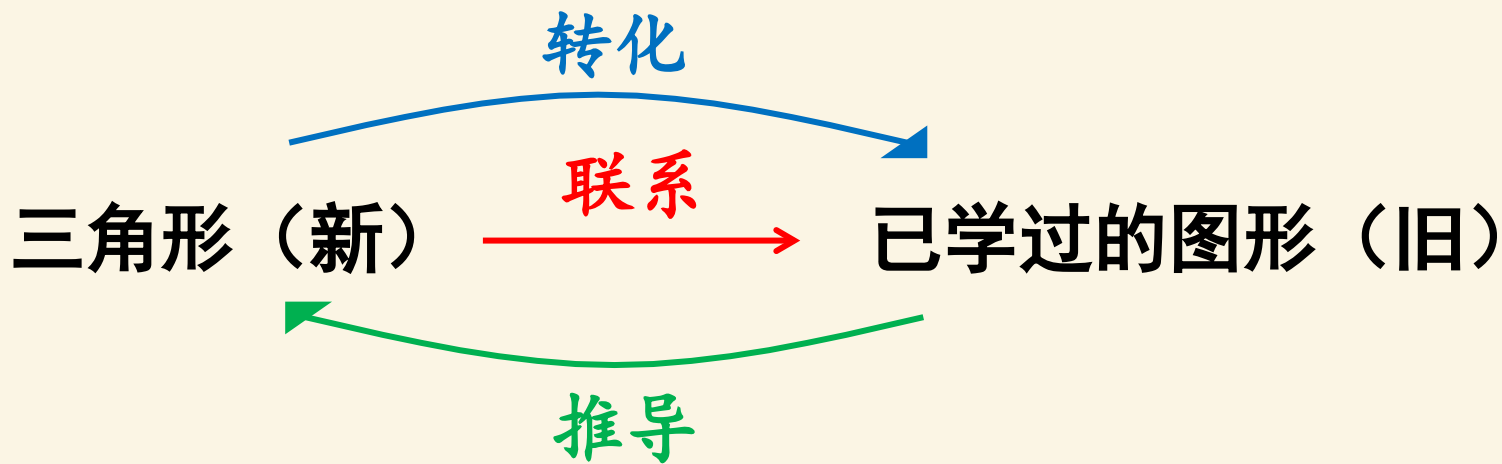 转化
联系
三角形（新）
已学过的图形（旧）
推导